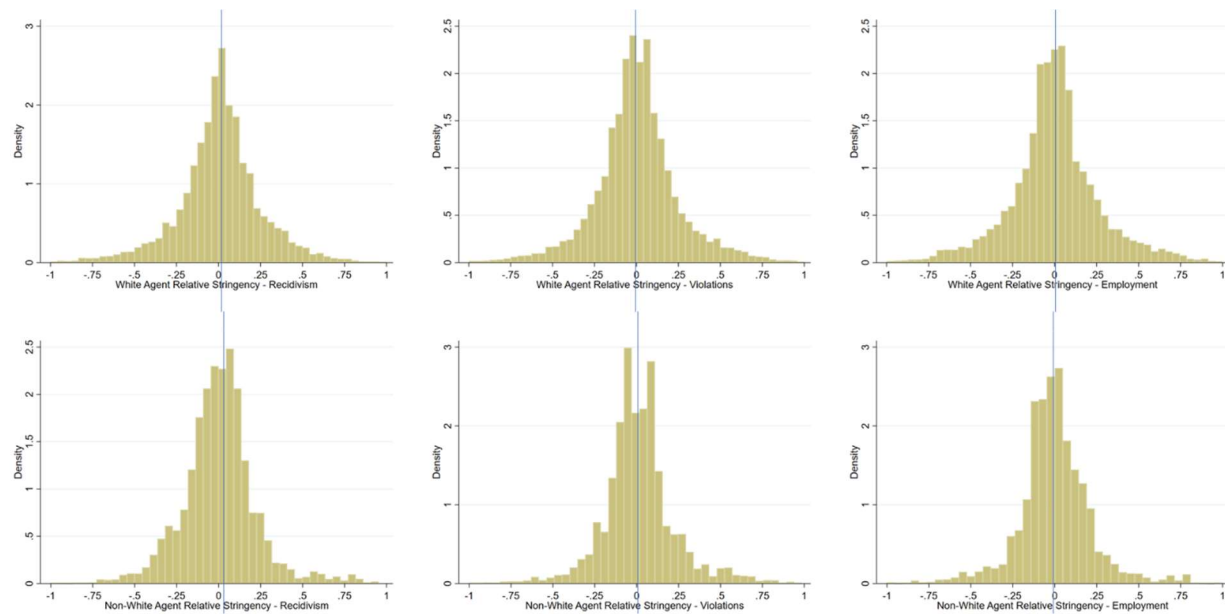 Density
3
2
1
0
-1 -.75 -.5 -.25 0 .25 .5 .75 1
White Agent Relative Stringency - Recidivism
Density
2.5
2
1.5
1
.5
0
-1 -.75 -.5 -.25 0 .25 .5 .75 1
White Agent Relative Stringency - Violations
Density
2.5
2
1.5
1
.5
0
-1 -.75 -.5 -.25 0 .25 .5 .75 1
White Agent Relative Stringency - Employment
Density
2.5
2
1.5
1
.5
0
-1 -.75 -.5 -.25 0 .25 .5 .75 1
Non-White Agent Relative Stringency - Recidivism
Density
3
2
1
0
-1 -.75 -.5 -.25 0 .25 .5 .75 1
Non-White Agent Relative Stringency - Violations
Density
3
2
1
0
-1 -.75 -.5 -.25 0 .25 .5 .75 1
Non-White Agent Relative Stringency - Employment